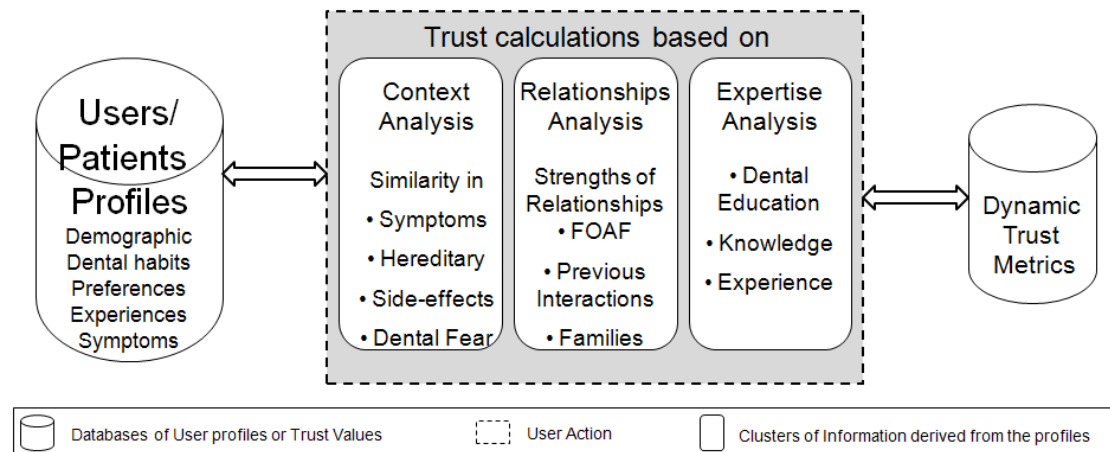 Trust calculations based on
Users/
Patients
Profiles
Demographic
Dental habits
Preferences
Experiences
Symptoms
Context
Analysis
Similarity in
• Symptoms
• Hereditary
• Side-effects
• Dental Fear
Relationships
Analysis
Strengths of
Relationships
• FOAF
• Previous
Interactions
• Families
Expertise
Analysis
• Dental
Education
• Knowledge
• Experience
Dynamic
Trust
Metrics
Databases of User profiles or Trust Values
User Action
Clusters of Information derived from the profiles